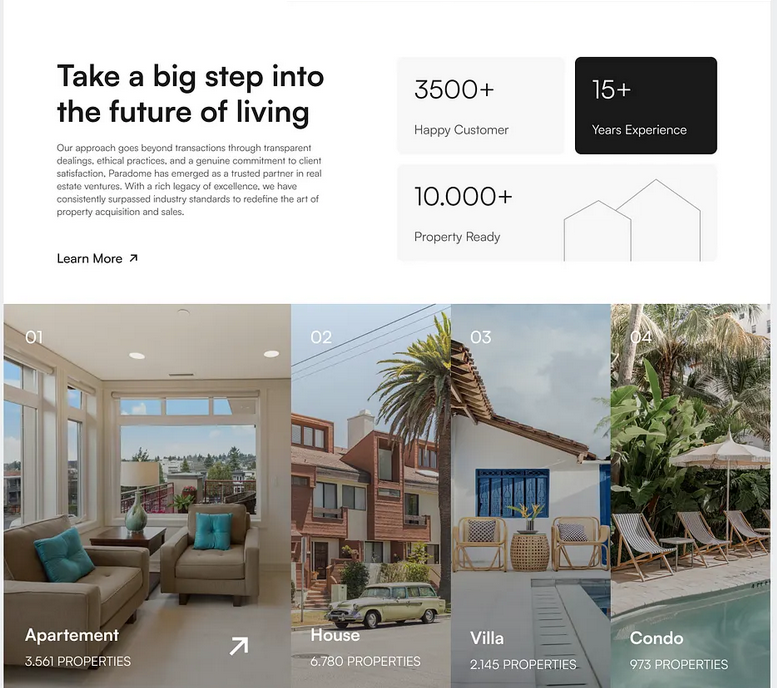 Take a big step into
the future of living
Our approach goes beyond transactions through transparent
dealings, ethical practices, and a genuine commitment to client
satisfaction, Paradome has emerged as a trusted partner in real
estate ventures. With a rich legacy of excellence, we have
consistently surpassed industry standards to redefine the art of
property acquisition and sales.
Learn More
3500+
Happy Customer
15+
Years Experience
10.000+
Property Ready
01
Apartement
3.561 PROPERTIES
02
House
6.780 PROPERTIES
03
Villa
2.145 PROPERTIES
04
Condo
973 PROPERTIES